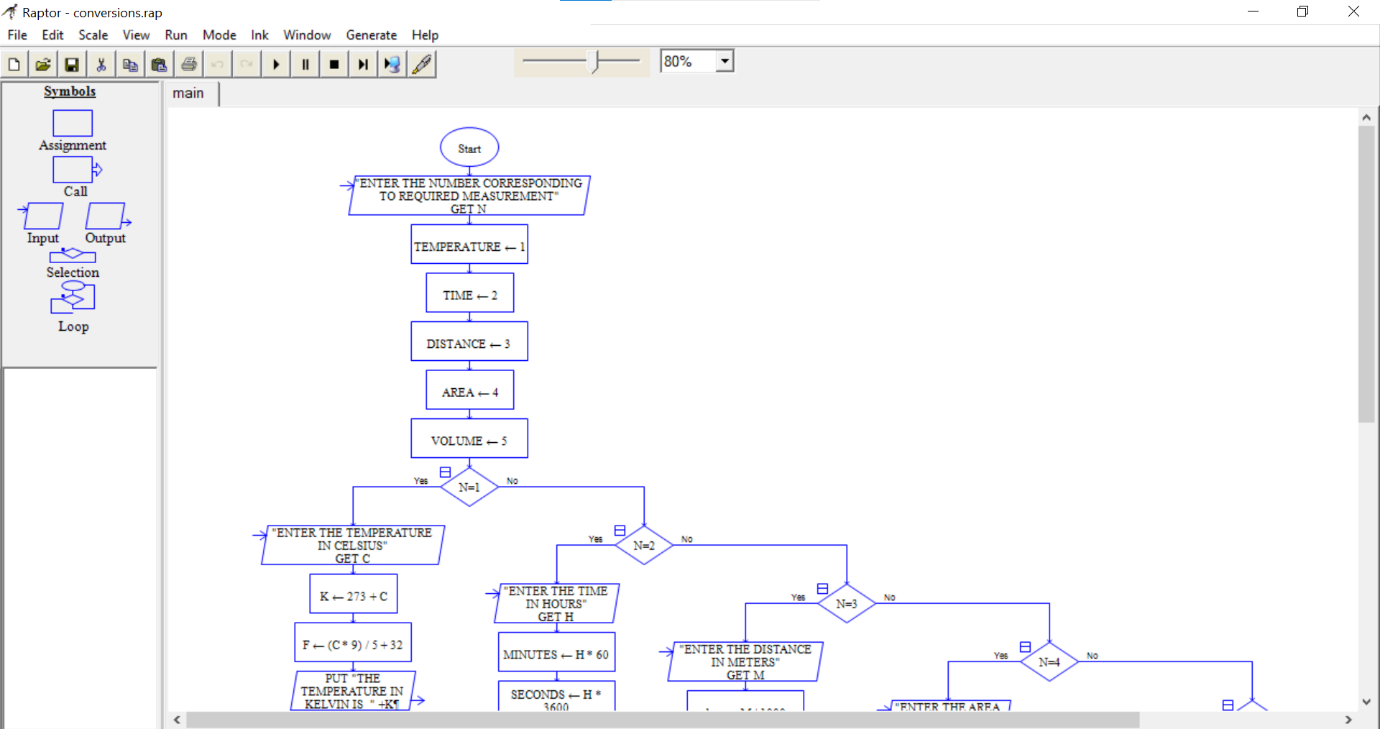 Raptor - conversions.rap
File Edit Scale View Run Mode Ink Window Generate Help
80%
Symbols
Assignment
Call
Input Output
Selection
Loop
main
Start
"ENTER THE NUMBER CORRESPONDING
TO REQUIRED MEASUREMENT"
GET N
TEMPERATURE ← 1
TIME ← 2
DISTANCE ← 3
AREA ← 4
VOLUME ← 5
Yes N=1 No
"ENTER THE TEMPERATURE
IN CELSIUS"
GET C
K ← 273 + C
F ← (C * 9) / 5 + 32
PUT "THE
TEMPERATURE IN
KELVIN IS " +K¶
Yes N=2 No
"ENTER THE TIME
IN HOURS"
GET H
MINUTES ← H * 60
SECONDS ← H *
3600
Yes N=3 No
"ENTER THE DISTANCE
IN METERS"
GET M
Yes N=4 No
"ENTER THE AREA